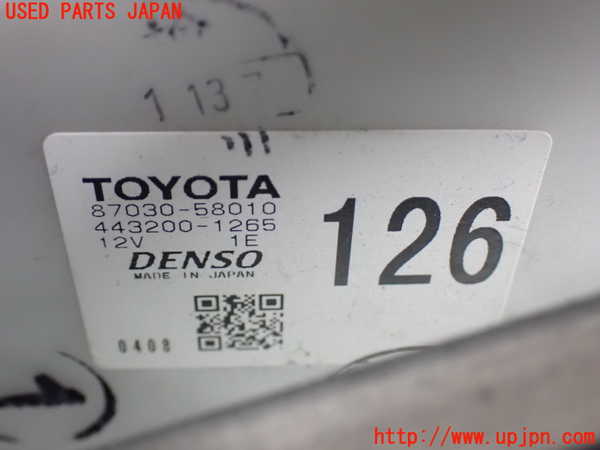 USED PARTS JAPAN
1 13
TOYOTA
87030-58010
443200-1265
12V 1E
DENSO
MADE IN JAPAN
126
0408
http://www.upjpn.com/